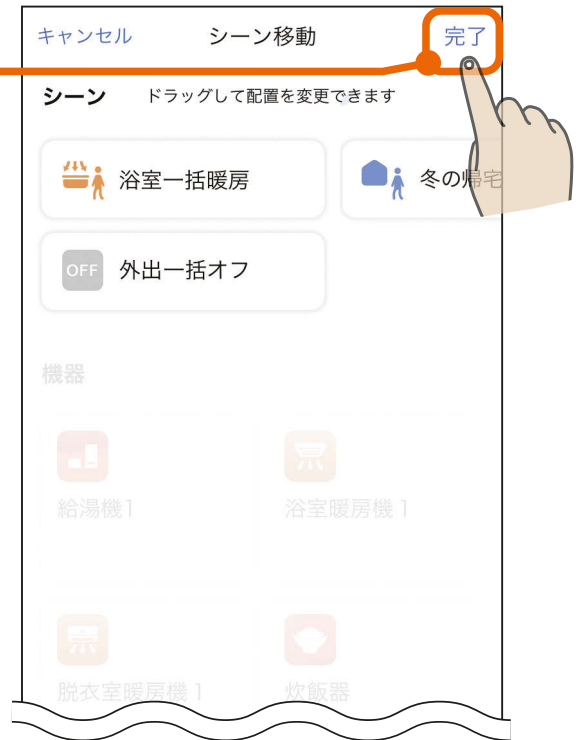 キャンセル シーン移動 完了
シーン ドラッグして配置を変更できます
浴室一括暖房 冬の帰宅
OFF 外出一括オフ
機器
給湯機1 浴室暖房機1
脱衣室暖房機1 炊飯器